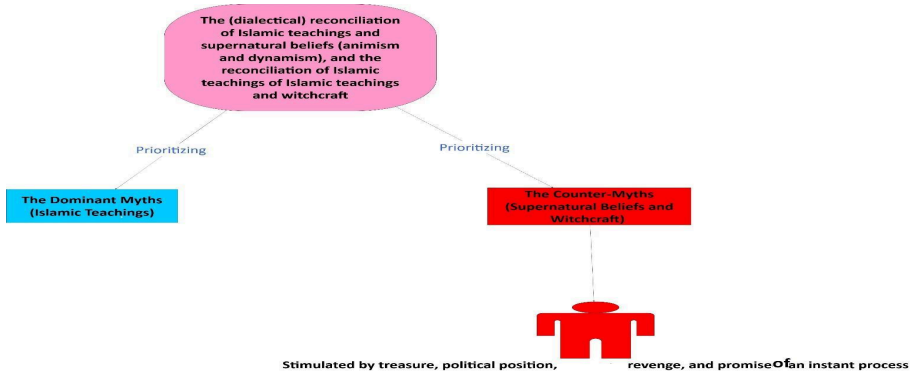 The (dialectical) reconciliation
of Islamic teachings and
supernatural beliefs (animism
and dynamism), and the
reconciliation of Islamic
teachings of Islamic teachings
and witchcraft
Prioritizing
Prioritizing
The Dominant Myths
(Islamic Teachings)
The Counter-Myths
(Supernatural Beliefs and
Witchcraft)
Stimulated by treasure, political position, revenge, and promise of an instant process